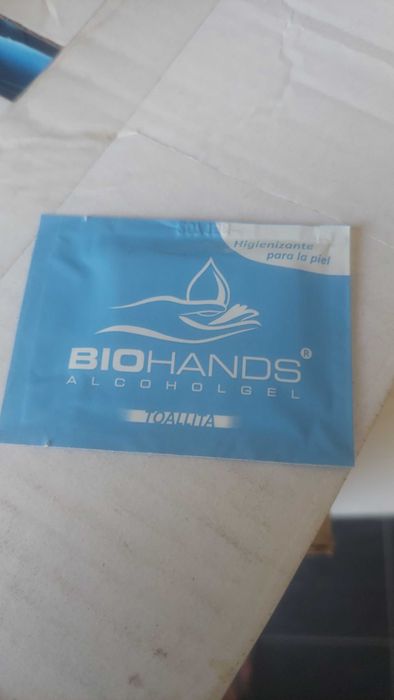 Higienizante
para la piel
BIOHANDS®
ALCOHOLGEL
TOALLITA